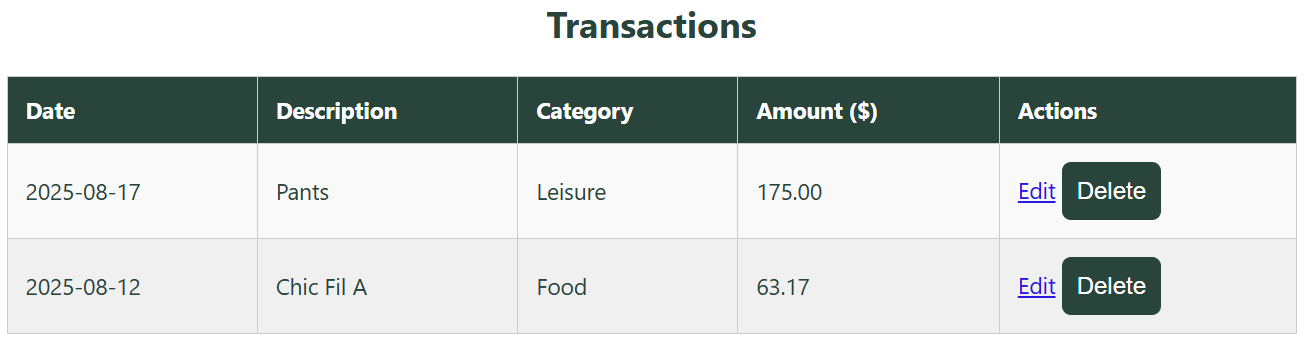 Transactions
Date Description Category Amount ($) Actions
2025-08-17 Pants Leisure 175.00 Edit Delete
2025-08-12 Chic Fil A Food 63.17 Edit Delete